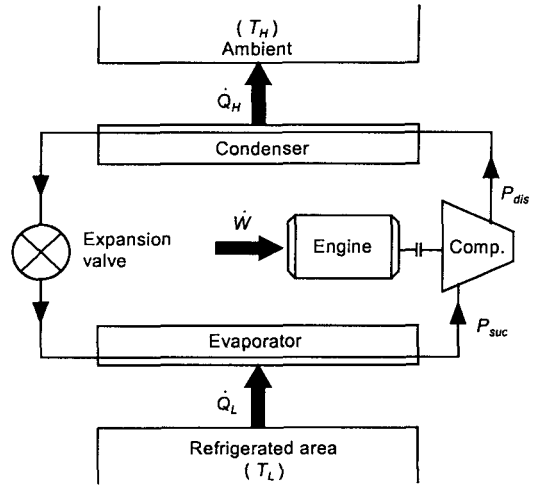 (T_H)
Ambient
Q̇_H
Condenser
P_dis
Expansion
valve
Ẇ
Engine
Comp.
Evaporator
P_suc
Q̇_L
Refrigerated area
(T_L)